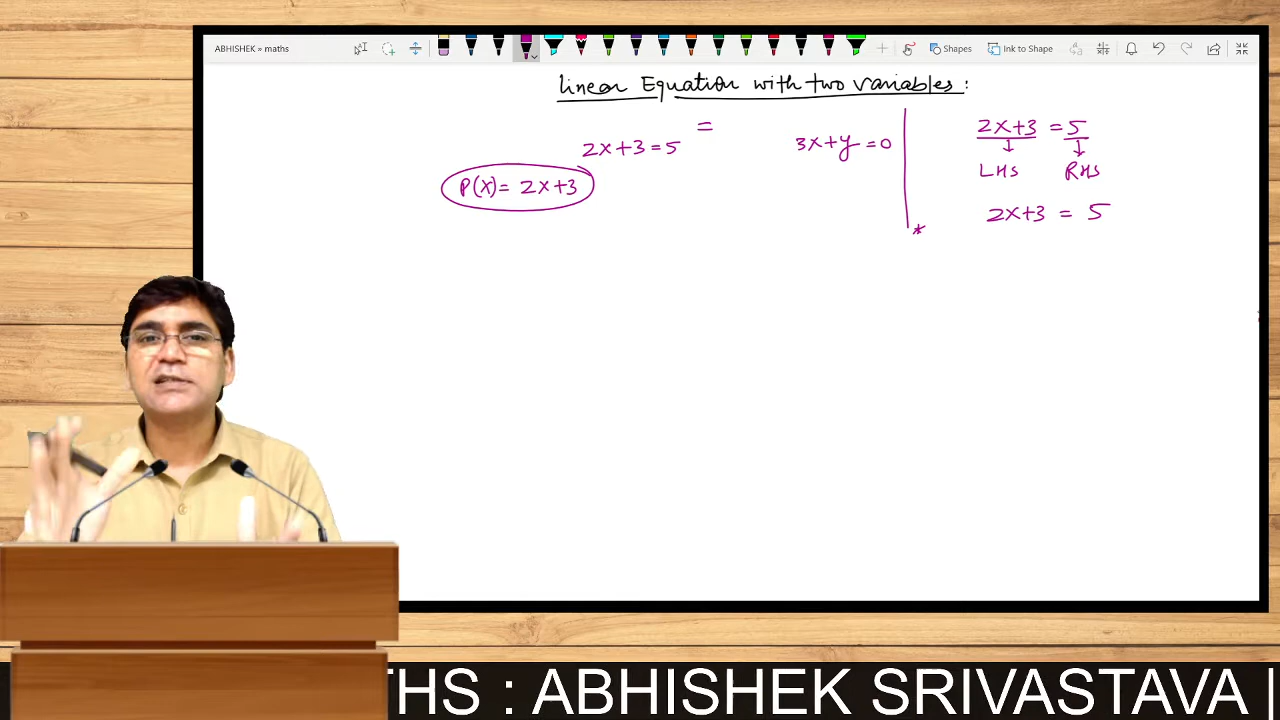 ABHISHEK » maths
Shapes
Ink to Shape
linear Equation with two variables :
=
2x+3=5
3x+y=0
P(x)= 2x+3
2x+3 = 5
LHS RHS
2x+3 = 5
*
THS : ABHISHEK SRIVASTAVA |